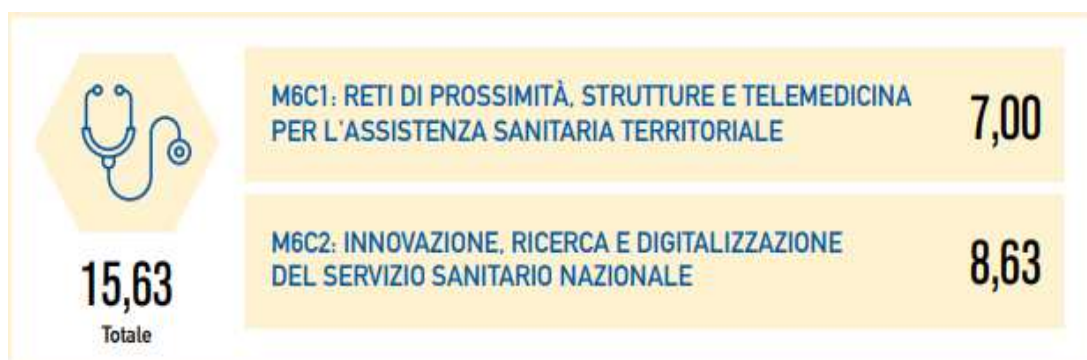 M6C1: RETI DI PROSSIMITÀ, STRUTTURE E TELEMEDICINA
PER L'ASSISTENZA SANITARIA TERRITORIALE
7,00
M6C2: INNOVAZIONE, RICERCA E DIGITALIZZAZIONE
DEL SERVIZIO SANITARIO NAZIONALE
8,63
15,63
Totale